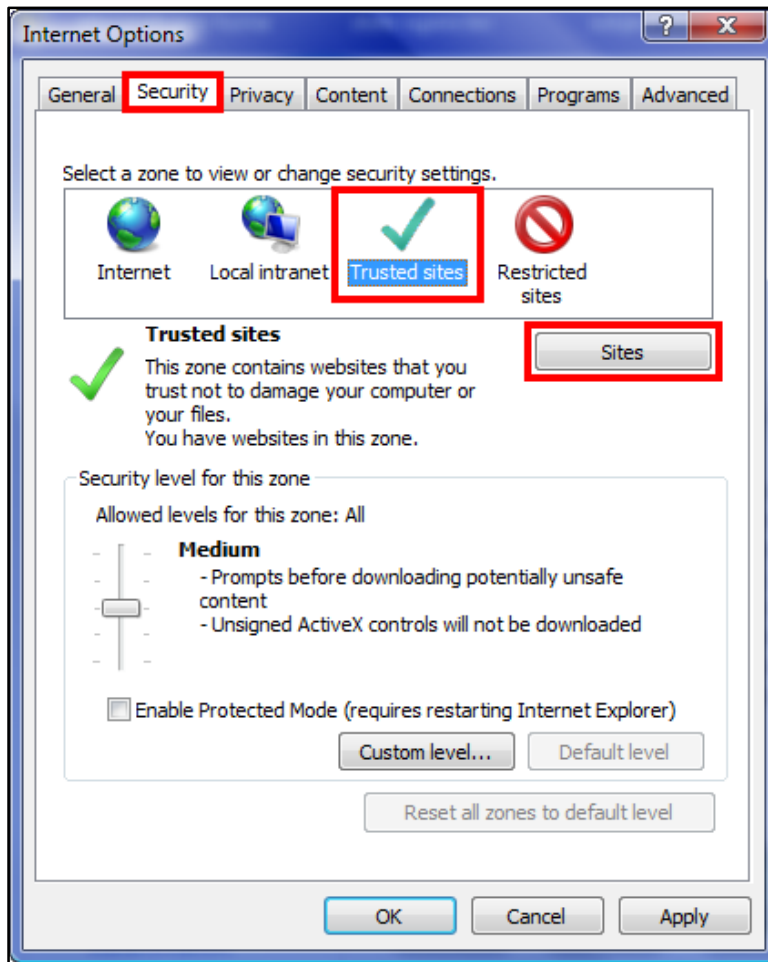 Internet Options
?
X
General Security Privacy Content Connections Programs Advanced
Select a zone to view or change security settings.
Internet Local intranet Trusted sites Restricted
sites
Trusted sites
Sites
This zone contains websites that you
trust not to damage your computer or
your files.
You have websites in this zone.
Security level for this zone
Allowed levels for this zone: All
Medium
- Prompts before downloading potentially unsafe
content
- Unsigned ActiveX controls will not be downloaded
Enable Protected Mode (requires restarting Internet Explorer)
Custom level... Default level
Reset all zones to default level
OK Cancel Apply